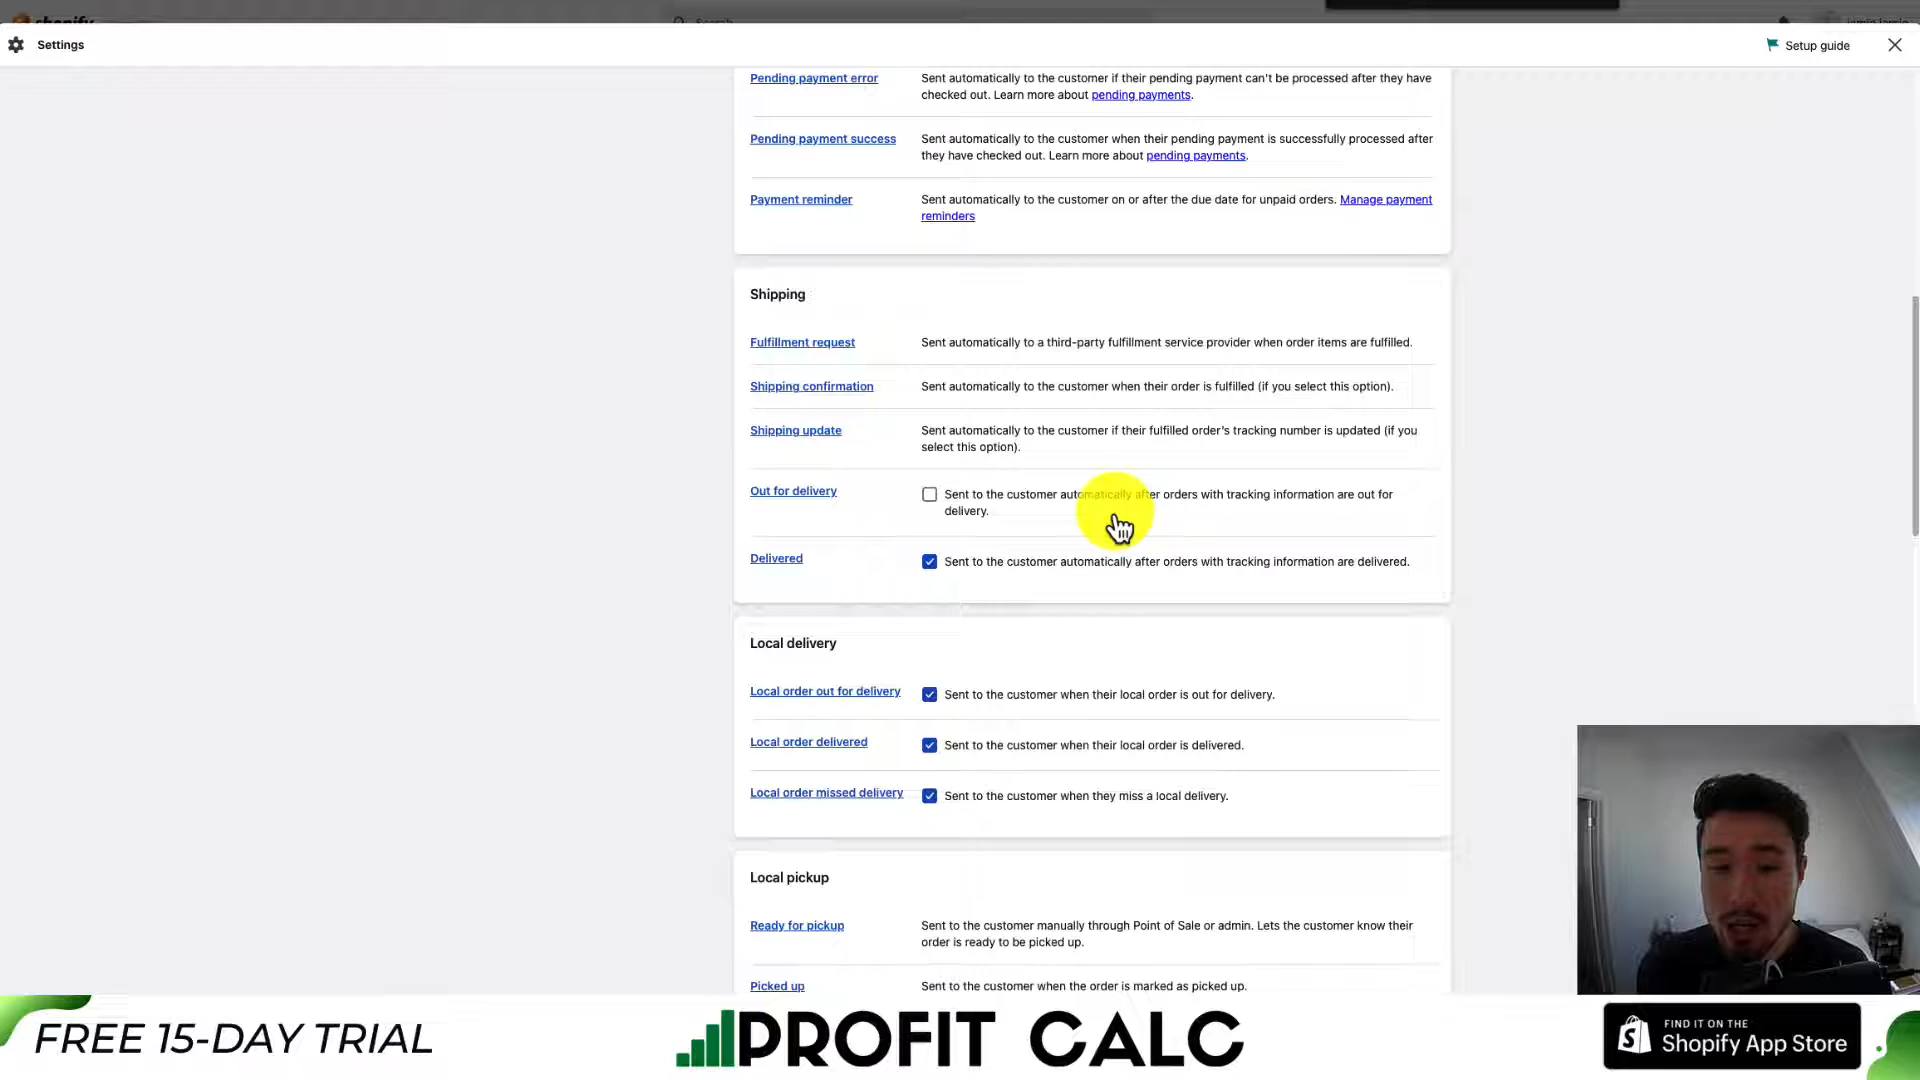 shopify
Search
Settings
Setup guide
Pending payment error
Sent automatically to the customer if their pending payment can't be processed after they have
checked out. Learn more about pending payments.
Pending payment success
Sent automatically to the customer when their pending payment is successfully processed after
they have checked out. Learn more about pending payments.
Payment reminder
Sent automatically to the customer on or after the due date for unpaid orders. Manage payment
reminders
Shipping
Fulfillment request
Sent automatically to a third-party fulfillment service provider when order items are fulfilled.
Shipping confirmation
Sent automatically to the customer when their order is fulfilled (if you select this option).
Shipping update
Sent automatically to the customer if their fulfilled order's tracking number is updated (if you
select this option).
Out for delivery
Sent to the customer automatically after orders with tracking information are out for
delivery.
Delivered
Sent to the customer automatically after orders with tracking information are delivered.
Local delivery
Local order out for delivery
Sent to the customer when their local order is out for delivery.
Local order delivered
Sent to the customer when their local order is delivered.
Local order missed delivery
Sent to the customer when they miss a local delivery.
Local pickup
Ready for pickup
Sent to the customer manually through Point of Sale or admin. Lets the customer know their
order is ready to be picked up.
Picked up
Sent to the customer when the order is marked as picked up.
FREE 15-DAY TRIAL
PROFIT CALC
FIND IT ON THE
Shopify App Store